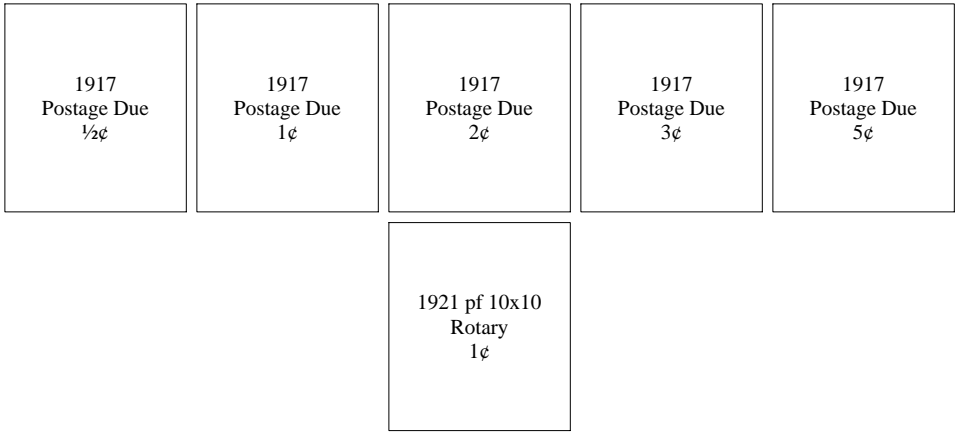 1917
Postage Due
½¢
1917
Postage Due
1¢
1917
Postage Due
2¢
1917
Postage Due
3¢
1917
Postage Due
5¢
1921 pf 10x10
Rotary
1¢